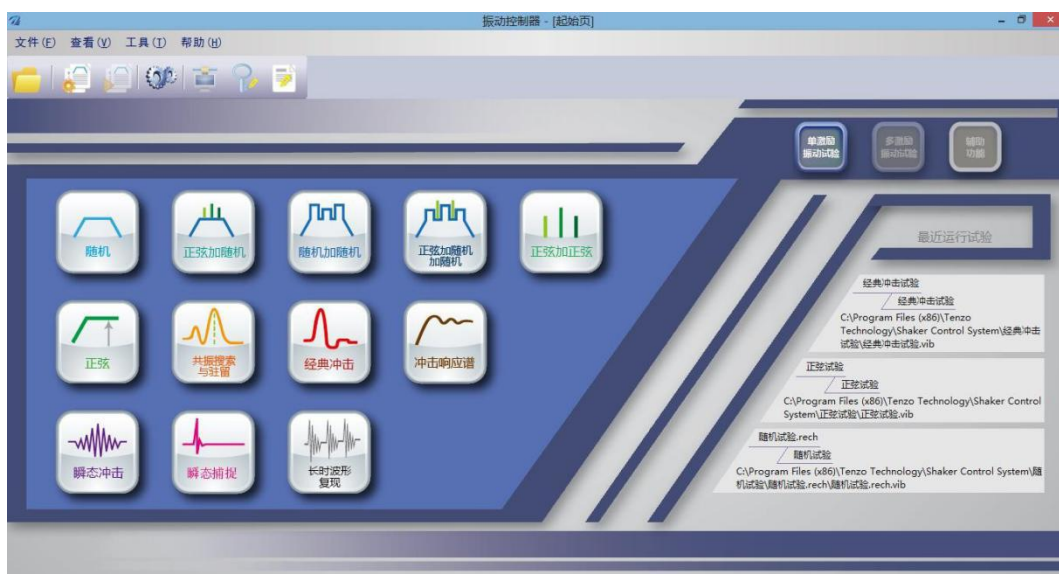 振动控制器 - [起始页]
文件(F) 查看(V) 工具(T) 帮助(H)
单激励
振动试验
多激励
振动试验
辅助
功能
随机
正弦加随机
随机加随机
正弦加随机
加随机
正弦加正弦
正弦
共振搜索
与驻留
经典冲击
冲击响应谱
瞬态冲击
瞬态捕捉
长时波形
复现
最近运行试验
经典冲击试验
经典冲击试验
C:\Program Files (x86)\Tenzo
Technology\Shaker Control System\经典冲击
试验\经典冲击试验.vib
正弦试验
正弦试验
C:\Program Files (x86)\Tenzo Technology\Shaker Control
System\正弦试验\正弦试验.vib
随机试验.rech
随机试验
C:\Program Files (x86)\Tenzo Technology\Shaker Control System\随
机试验\随机试验.rech\随机试验.rech.vib